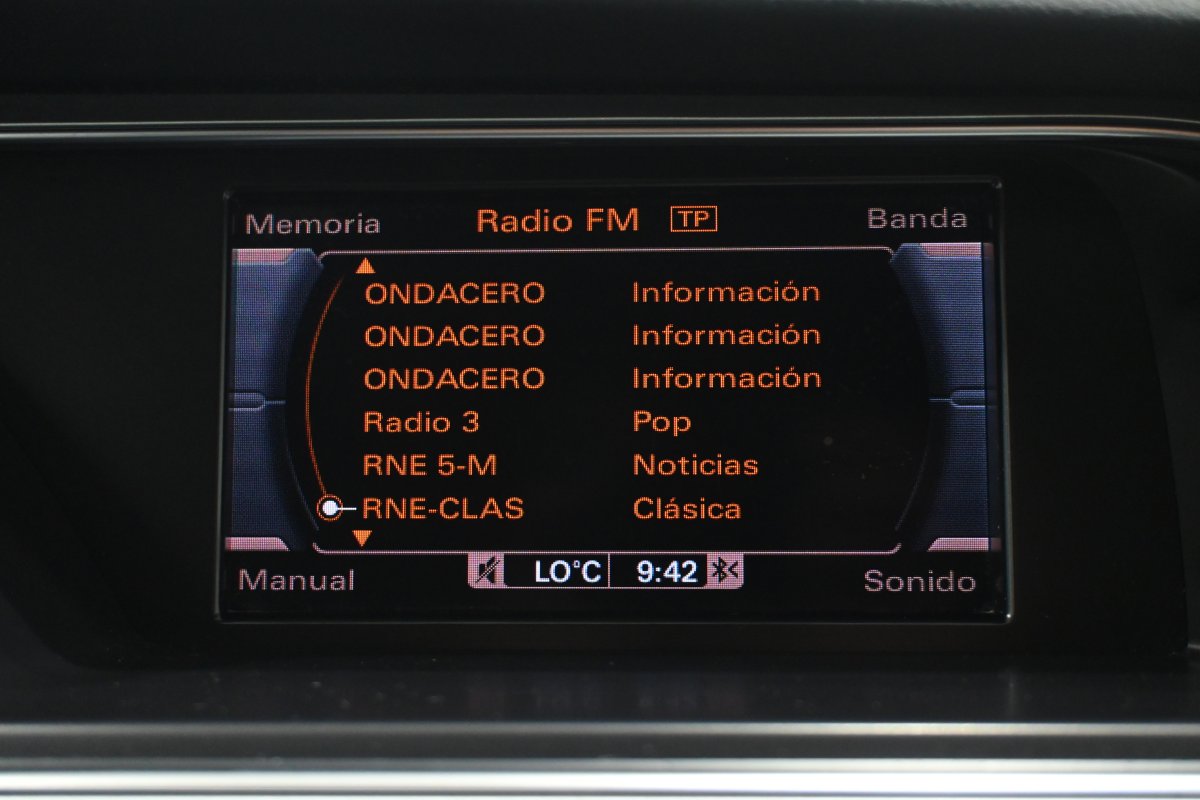 Memoria Radio FM TP Banda
ONDACERO Información
ONDACERO Información
ONDACERO Información
Radio 3 Pop
RNE 5-M Noticias
RNE-CLAS Clásica
Manual LO°C 9:42 Sonido